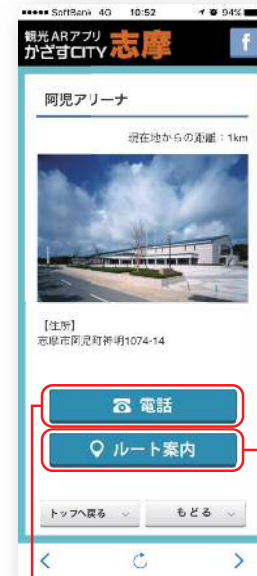 SoftBank 4G 10:52 94%
観光ARアプリ
かざすCITY 志摩
f
阿児アリーナ
現在地からの距離：1km
【住所】
志摩市阿児町神明1074-14
電話
ルート案内
トップへ戻る
もどる